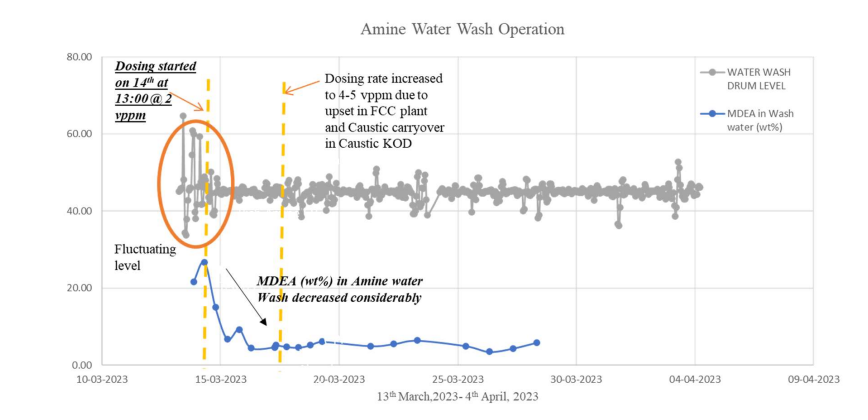 Amine Water Wash Operation
80.00
60.00
40.00
20.00
0.00
Dosing started
on 14th at
13:00@ 2
vppm
Dosing rate increased
to 4-5 vppm due to
upset in FCC plant
and Caustic carryover
in Caustic KOD
WATER WASH
DRUM LEVEL
MDEA in Wash
water (wt%)
Fluctuating
level
MDEA (wt%) in Amine water
Wash decreased considerably
10-03-2023
15-03-2023
20-03-2023
25-03-2023
30-03-2023
04-04-2023
09-04-2023
13th March,2023- 4th April, 2023